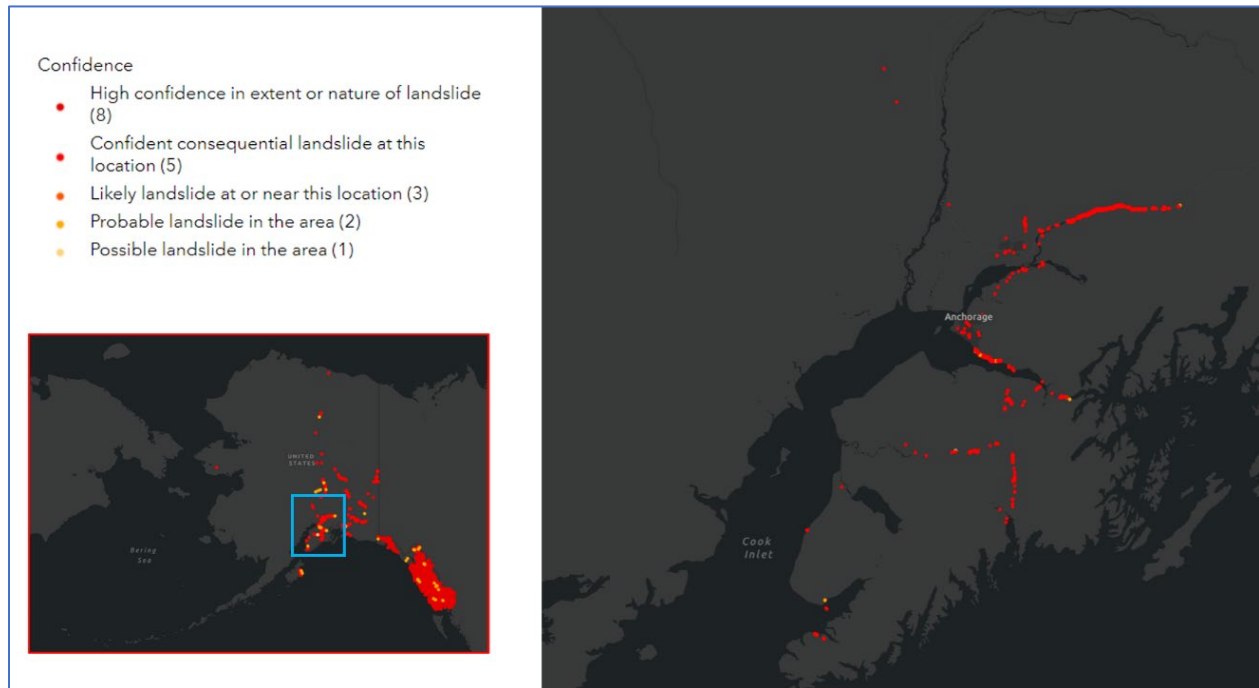 Confidence
High confidence in extent or nature of landslide
(8)
Confident consequential landslide at this
location (5)
Likely landslide at or near this location (3)
Probable landslide in the area (2)
Possible landslide in the area (1)
UNITED
STATES
Bering
Sea
Anchorage
Cook
Inlet